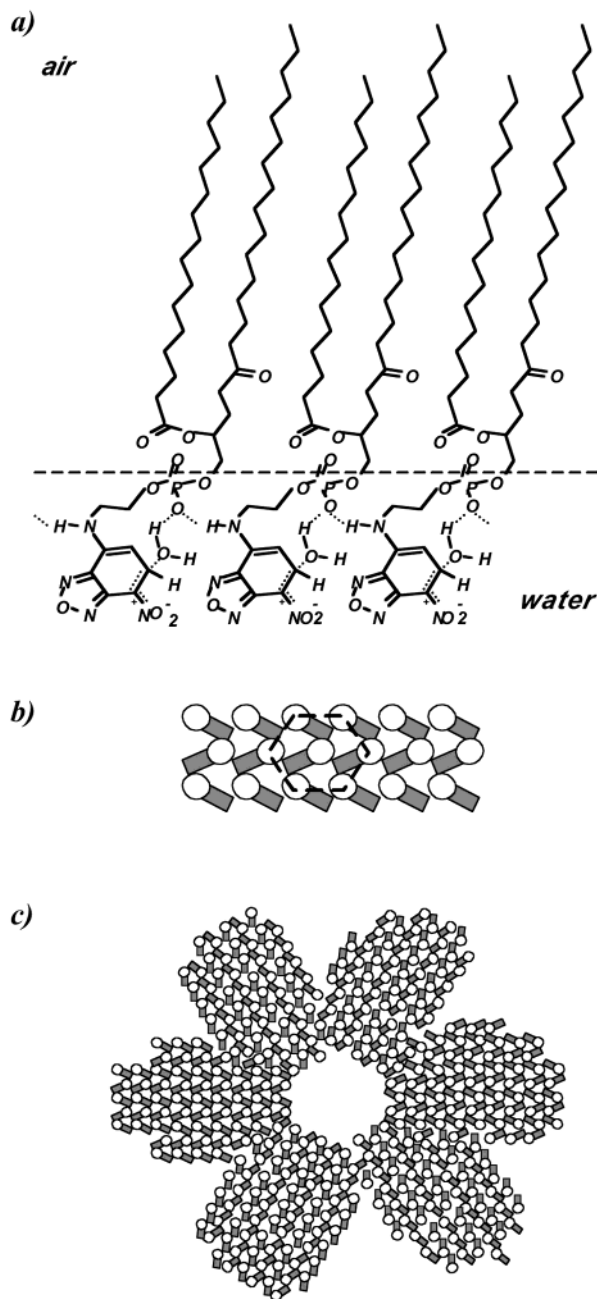 a)
air
O O O
O O O O O O
O O O
O P O O P O O P O
O O O
H N H H N H H N H
O H O H O H
N H N H N H
O N NO2 - O N NO2 - O N NO2 -
+ + +
water
b)
c)